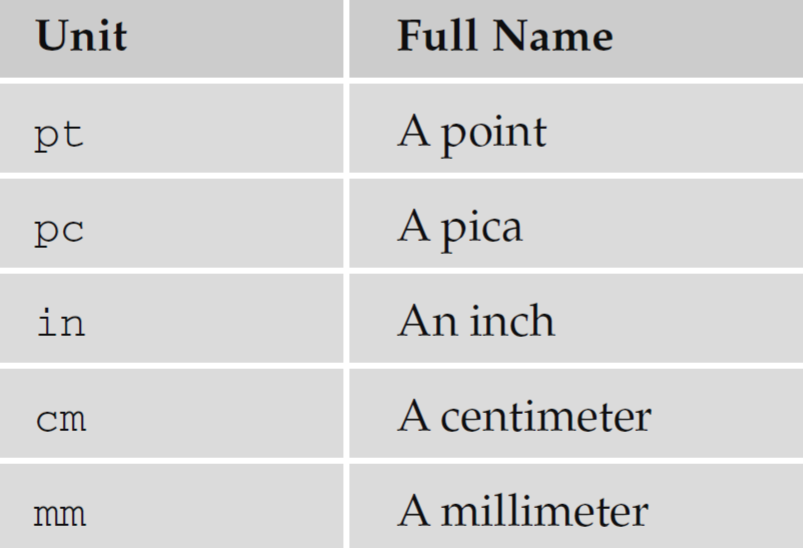 Unit Full Name
pt A point
pc A pica
in An inch
cm A centimeter
mm A millimeter